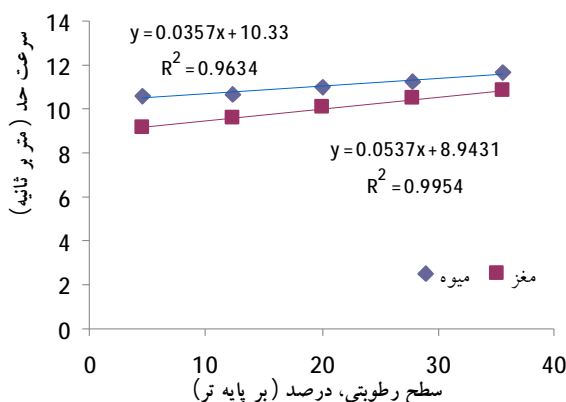 y = 0.0357x + 10.33
R² = 0.9634
y = 0.0537x + 8.9431
R² = 0.9954
سرعت حد ( متر بر ثانیه)
14
12
10
8
6
4
2
0
میوه
مغز
0 10 20 30 40
سطح رطوبتی، درصد ( بر پایه تر)